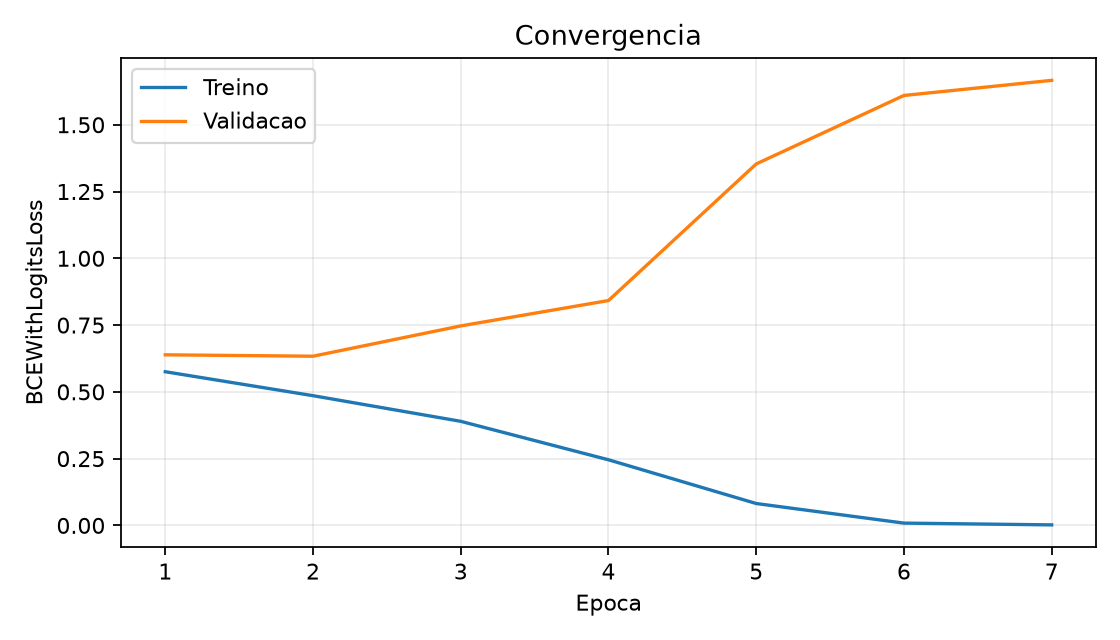 Convergencia
Treino
Validacao
BCEWithLogitsLoss
1.50
1.25
1.00
0.75
0.50
0.25
0.00
1 2 3 4 5 6 7
Epoca